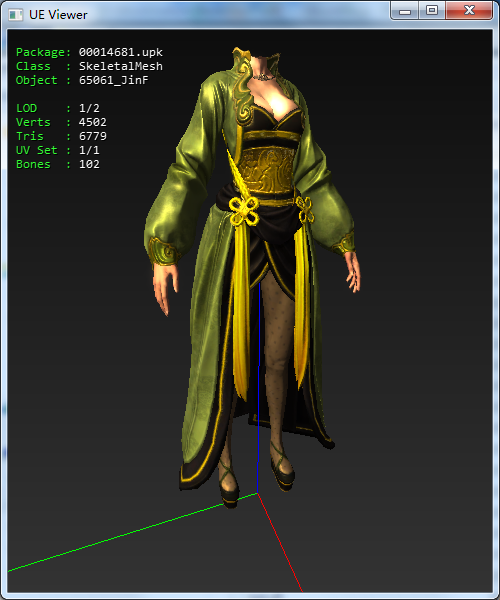 UE Viewer
Package: 00014681.upk
Class  : SkeletalMesh
Object : 65061_JinF
LOD    : 1/2
Verts  : 4502
Tris   : 6779
UV Set : 1/1
Bones  : 102